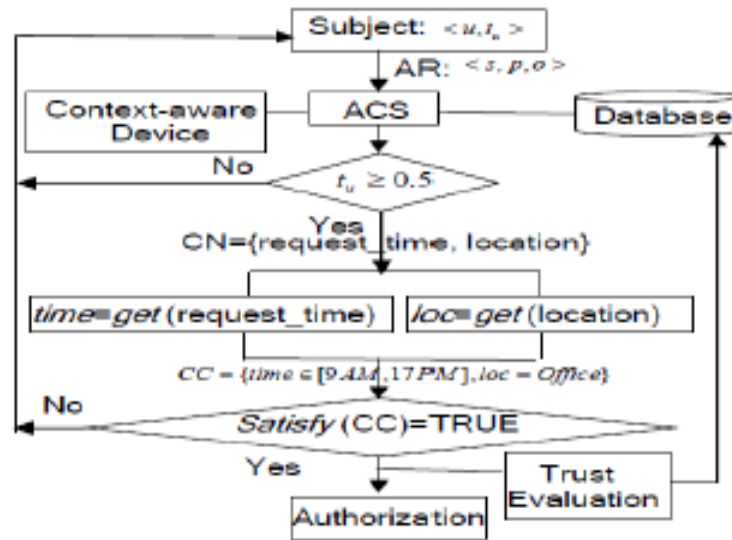 Subject: <u, t_u>
AR: <s, p, o>
Context-aware
Device
ACS
Database
No
t_u ≥ 0.5
Yes
CN={request_time, location}
time=get(request_time)
loc=get(location)
CC = {time ∈ [9AM,17PM], loc = Office}
No
Satisfy(CC)=TRUE
Yes
Trust
Evaluation
Authorization